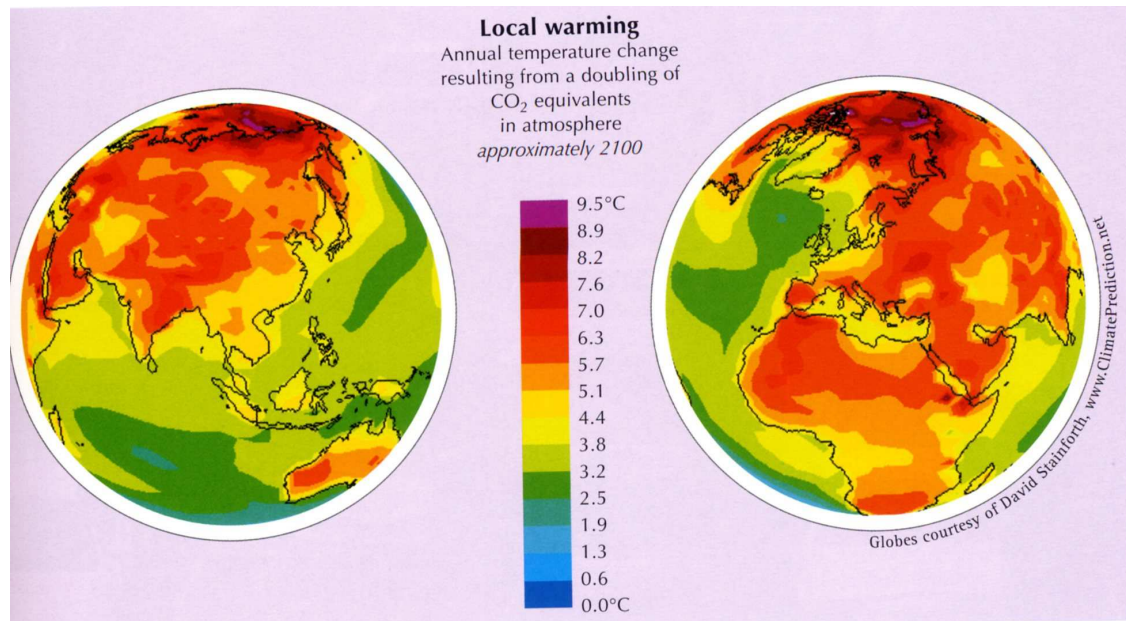 Local warming
Annual temperature change
resulting from a doubling of
CO₂ equivalents
in atmosphere
approximately 2100
9.5°C
8.9
8.2
7.6
7.0
6.3
5.7
5.1
4.4
3.8
3.2
2.5
1.9
1.3
0.6
0.0°C
Globes courtesy of David Stainforth, www.ClimatePrediction.net